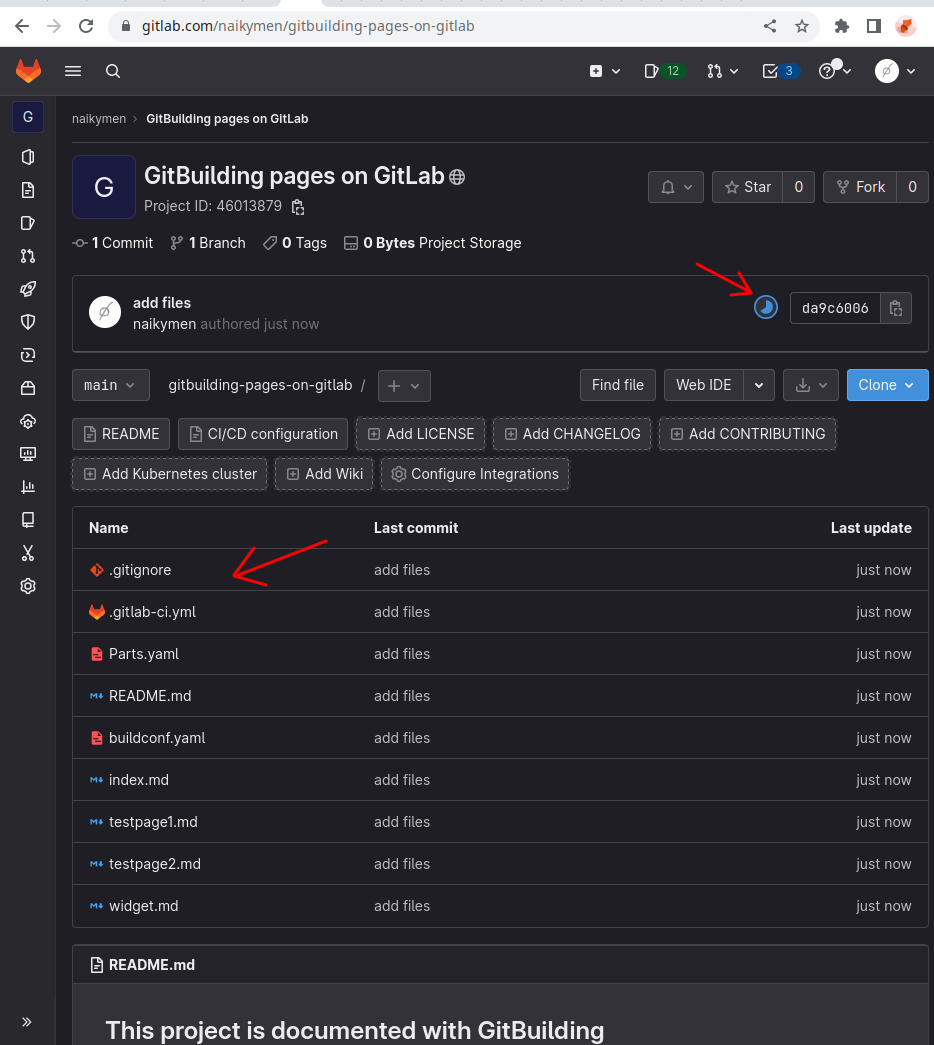 gitlab.com/naikymen/gitbuilding-pages-on-gitlab
12
3
G
naikymen › GitBuilding pages on GitLab
G
GitBuilding pages on GitLab
Project ID: 46013879
Star 0
Fork 0
1 Commit 1 Branch 0 Tags 0 Bytes Project Storage
add files
naikymen authored just now
da9c6006
main
gitbuilding-pages-on-gitlab /
Find file
Web IDE
Clone
README
CI/CD configuration
Add LICENSE
Add CHANGELOG
Add CONTRIBUTING
Add Kubernetes cluster
Add Wiki
Configure Integrations
Name Last commit Last update
.gitignore add files just now
.gitlab-ci.yml add files just now
Parts.yaml add files just now
README.md add files just now
buildconf.yaml add files just now
index.md add files just now
testpage1.md add files just now
testpage2.md add files just now
widget.md add files just now
README.md
This project is documented with GitBuilding